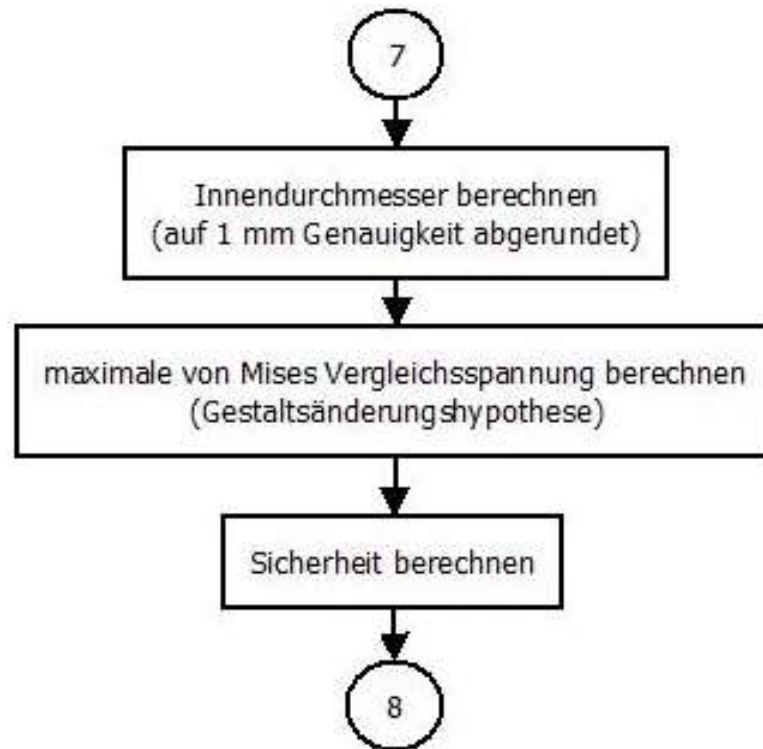 7
Innendurchmesser berechnen
(auf 1 mm Genauigkeit abgerundet)
maximale von Mises Vergleichsspannung berechnen
(Gestaltsänderungshypothese)
Sicherheit berechnen
8